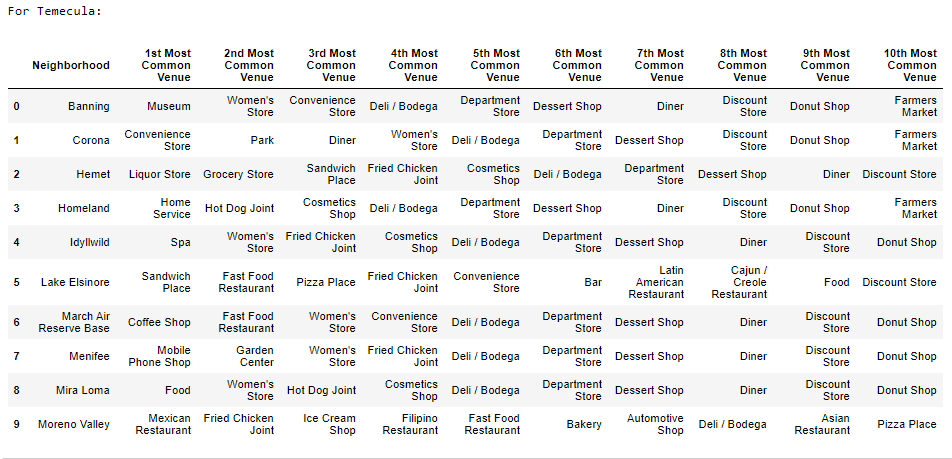 For Temecula:
Neighborhood 1st Most Common Venue 2nd Most Common Venue 3rd Most Common Venue 4th Most Common Venue 5th Most Common Venue 6th Most Common Venue 7th Most Common Venue 8th Most Common Venue 9th Most Common Venue 10th Most Common Venue
0 Banning Museum Women's Store Convenience Store Deli / Bodega Department Store Dessert Shop Diner Discount Store Donut Shop Farmers Market
1 Corona Convenience Store Park Diner Women's Store Deli / Bodega Department Store Dessert Shop Discount Store Donut Shop Farmers Market
2 Hemet Liquor Store Grocery Store Sandwich Place Fried Chicken Joint Cosmetics Shop Deli / Bodega Department Store Dessert Shop Diner Discount Store
3 Homeland Home Service Hot Dog Joint Cosmetics Shop Deli / Bodega Department Store Dessert Shop Diner Discount Store Donut Shop Farmers Market
4 Idyllwild Spa Women's Store Fried Chicken Joint Cosmetics Shop Deli / Bodega Department Store Dessert Shop Diner Discount Store Donut Shop
5 Lake Elsinore Sandwich Place Fast Food Restaurant Pizza Place Fried Chicken Joint Convenience Store Bar Latin American Restaurant Cajun / Creole Restaurant Food Discount Store
6 March Air Reserve Base Coffee Shop Fast Food Restaurant Women's Store Convenience Store Deli / Bodega Department Store Dessert Shop Diner Discount Store Donut Shop
7 Menifee Mobile Phone Shop Garden Center Women's Store Fried Chicken Joint Deli / Bodega Department Store Dessert Shop Diner Discount Store Donut Shop
8 Mira Loma Food Women's Store Hot Dog Joint Cosmetics Shop Deli / Bodega Department Store Dessert Shop Diner Discount Store Donut Shop
9 Moreno Valley Mexican Restaurant Fried Chicken Joint Ice Cream Shop Filipino Restaurant Fast Food Restaurant Bakery Automotive Shop Deli / Bodega Asian Restaurant Pizza Place